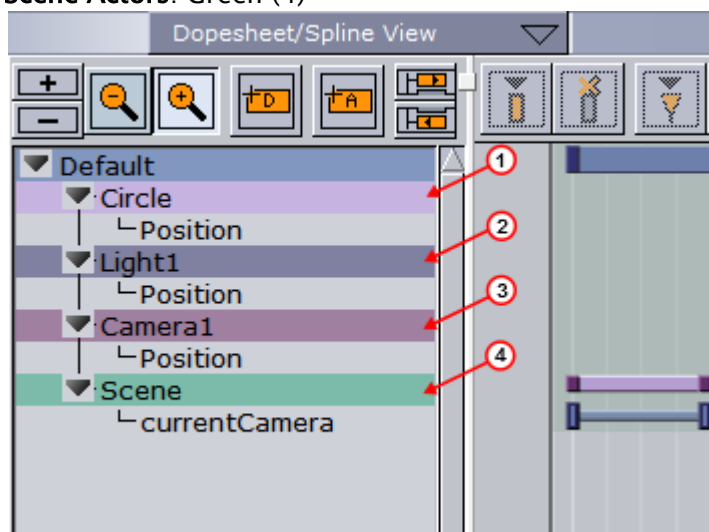 Scene Actors: Green (4)
Dopesheet/Spline View
D
A
Default
Circle
1
Position
2
Light1
Position
3
Camera1
Position
4
Scene
currentCamera